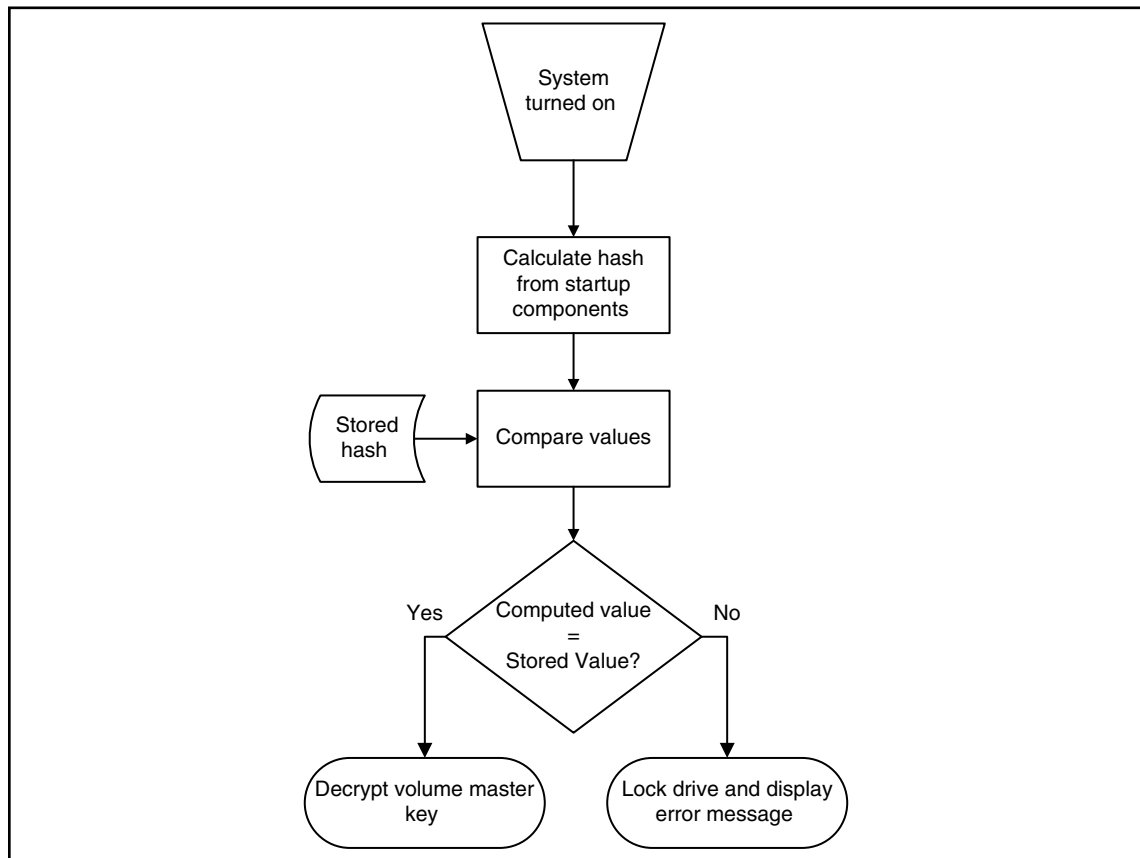 System
turned on
Calculate hash
from startup
components
Stored
hash
Compare values
Yes
Computed value
=
Stored Value?
No
Decrypt volume master
key
Lock drive and display
error message